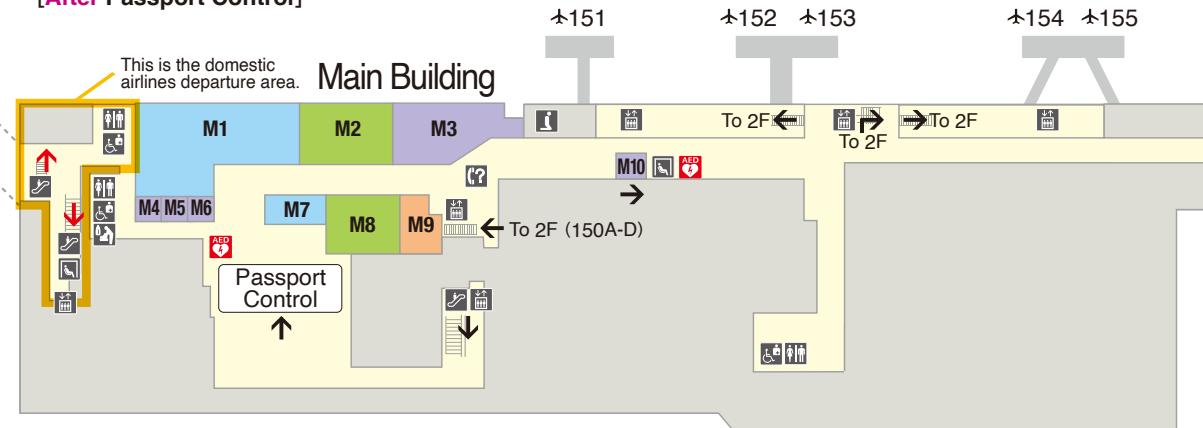 [After Passport Control]
151
152
153
154
155
This is the domestic
airlines departure area.
Main Building
M1
M2
M3
To 2F
To 2F
To 2F
M10
AED
?
M4
M5
M6
M7
M8
M9
To 2F (150A-D)
AED
Passport
Control